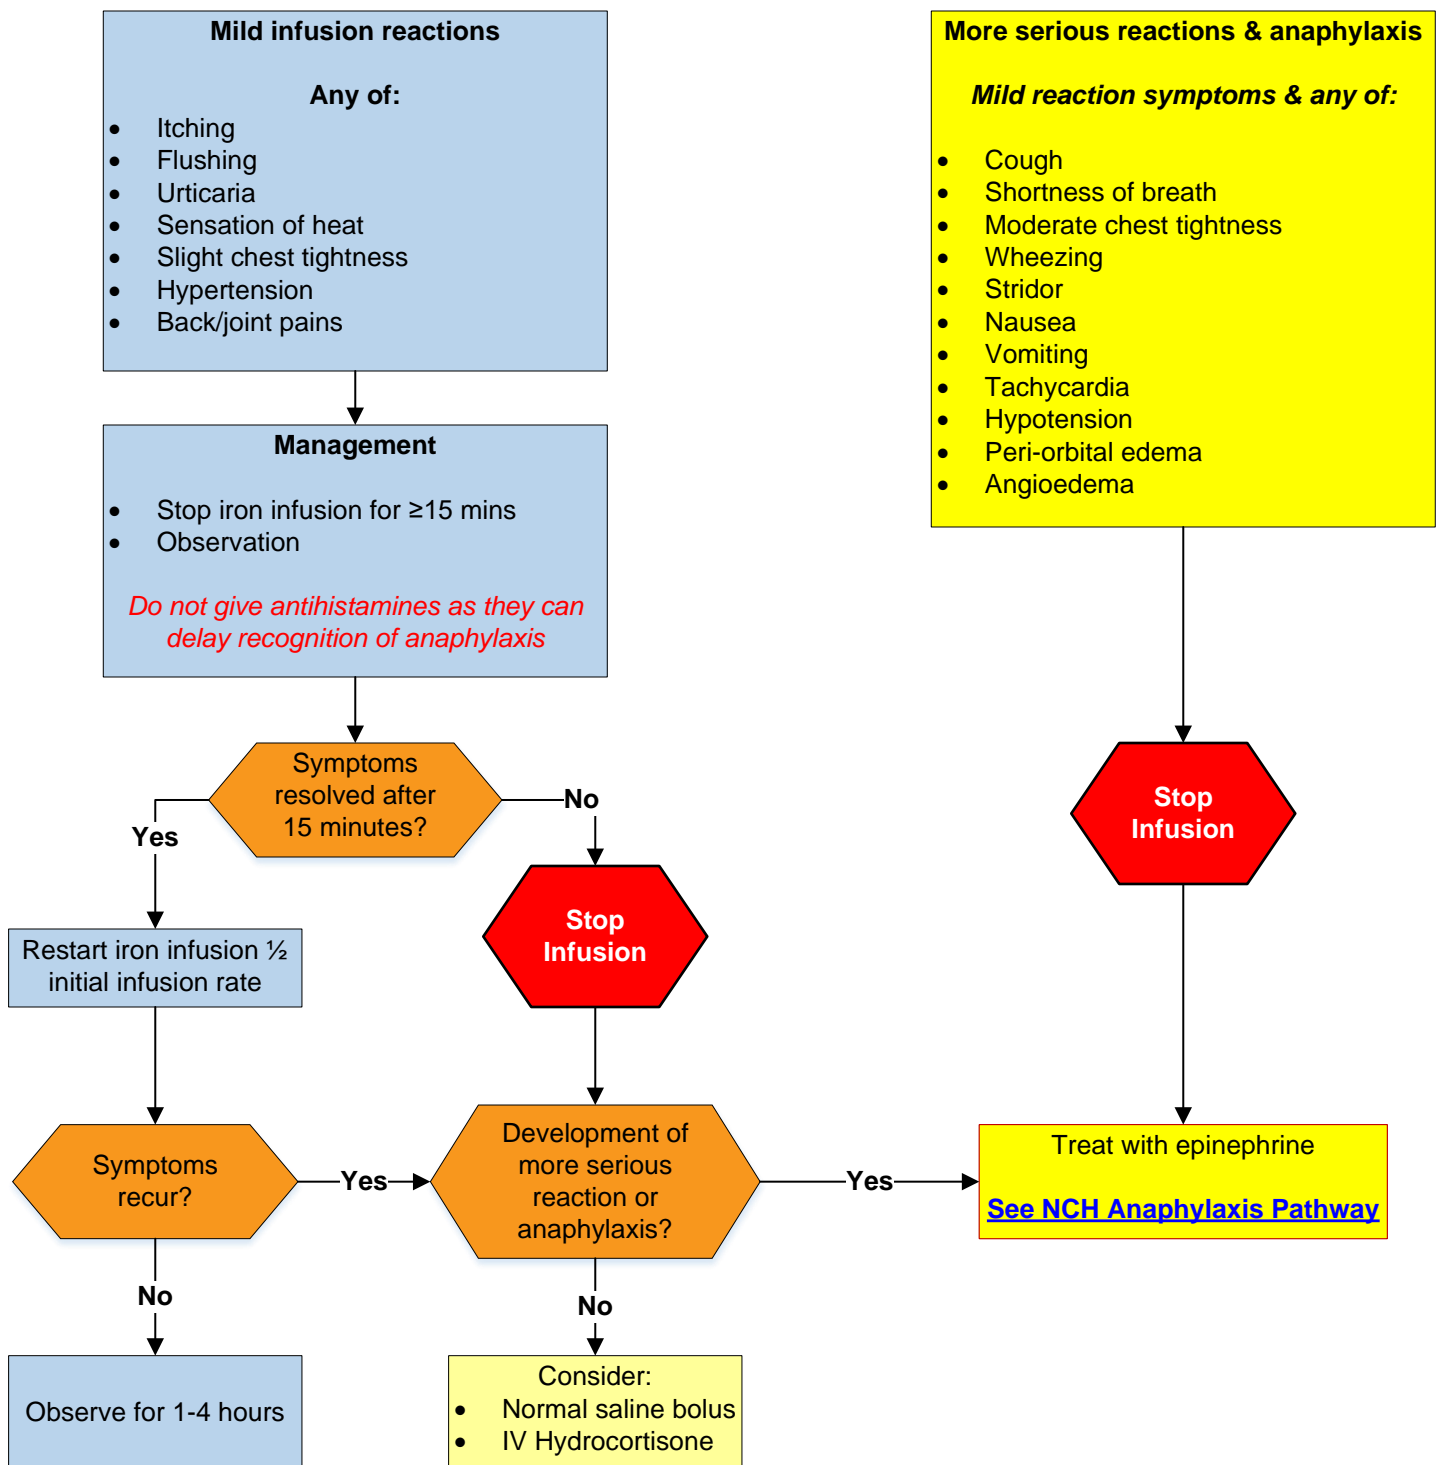 Mild infusion reactions
Any of:
• Itching
• Flushing
• Urticaria
• Sensation of heat
• Slight chest tightness
• Hypertension
• Back/joint pains
Management
• Stop iron infusion for ≥15 mins
• Observation
Do not give antihistamines as they can
delay recognition of anaphylaxis
Symptoms
resolved after
15 minutes?
Yes
No
Restart iron infusion ½
initial infusion rate
Stop
Infusion
Symptoms
recur?
Yes
No
Observe for 1-4 hours
Development of
more serious
reaction or
anaphylaxis?
Yes
No
Consider:
• Normal saline bolus
• IV Hydrocortisone
More serious reactions & anaphylaxis
Mild reaction symptoms & any of:
• Cough
• Shortness of breath
• Moderate chest tightness
• Wheezing
• Stridor
• Nausea
• Vomiting
• Tachycardia
• Hypotension
• Peri-orbital edema
• Angioedema
Stop
Infusion
Treat with epinephrine
See NCH Anaphylaxis Pathway